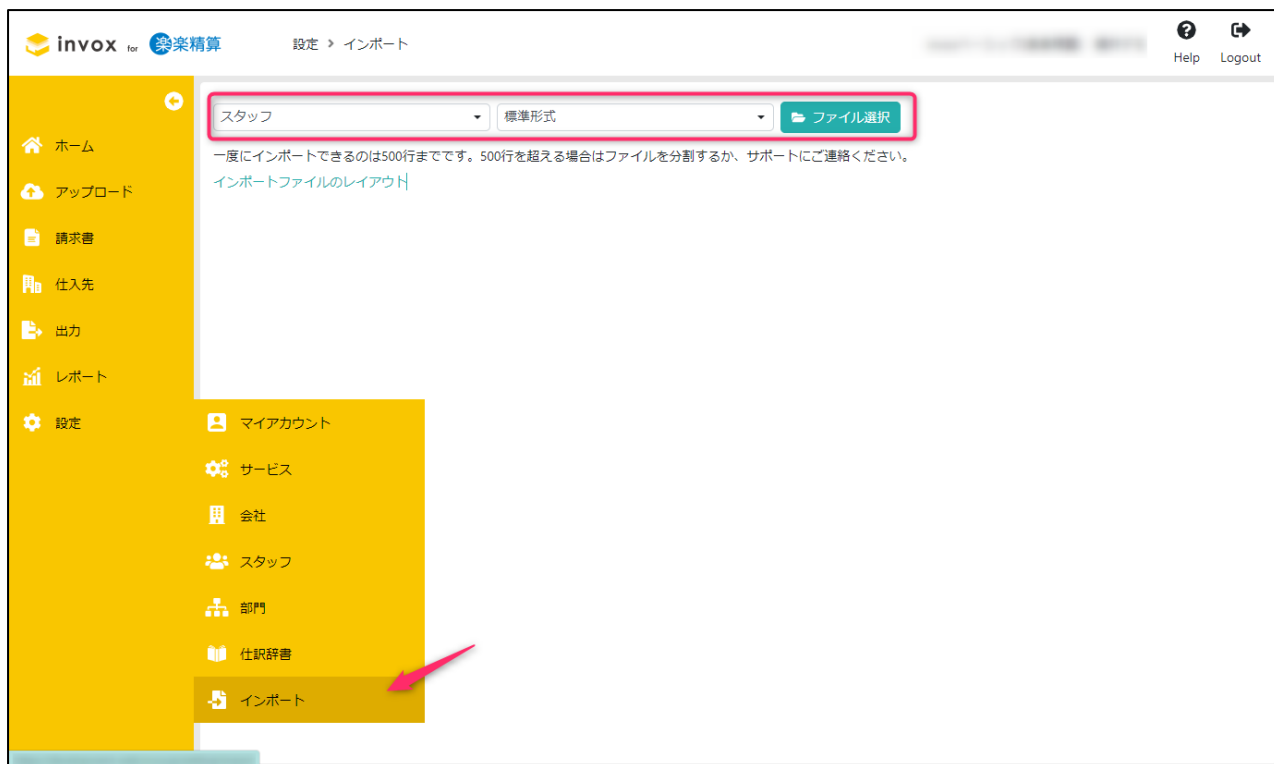 invox for 楽楽精算
設定 > インポート
Help
Logout
スタッフ
標準形式
ファイル選択
一度にインポートできるのは500行までです。500行を超える場合はファイルを分割するか、サポートにご連絡ください。
インポートファイルのレイアウト
ホーム
アップロード
請求書
仕入先
出力
レポート
設定
マイアカウント
サービス
会社
スタッフ
部門
仕訳辞書
インポート